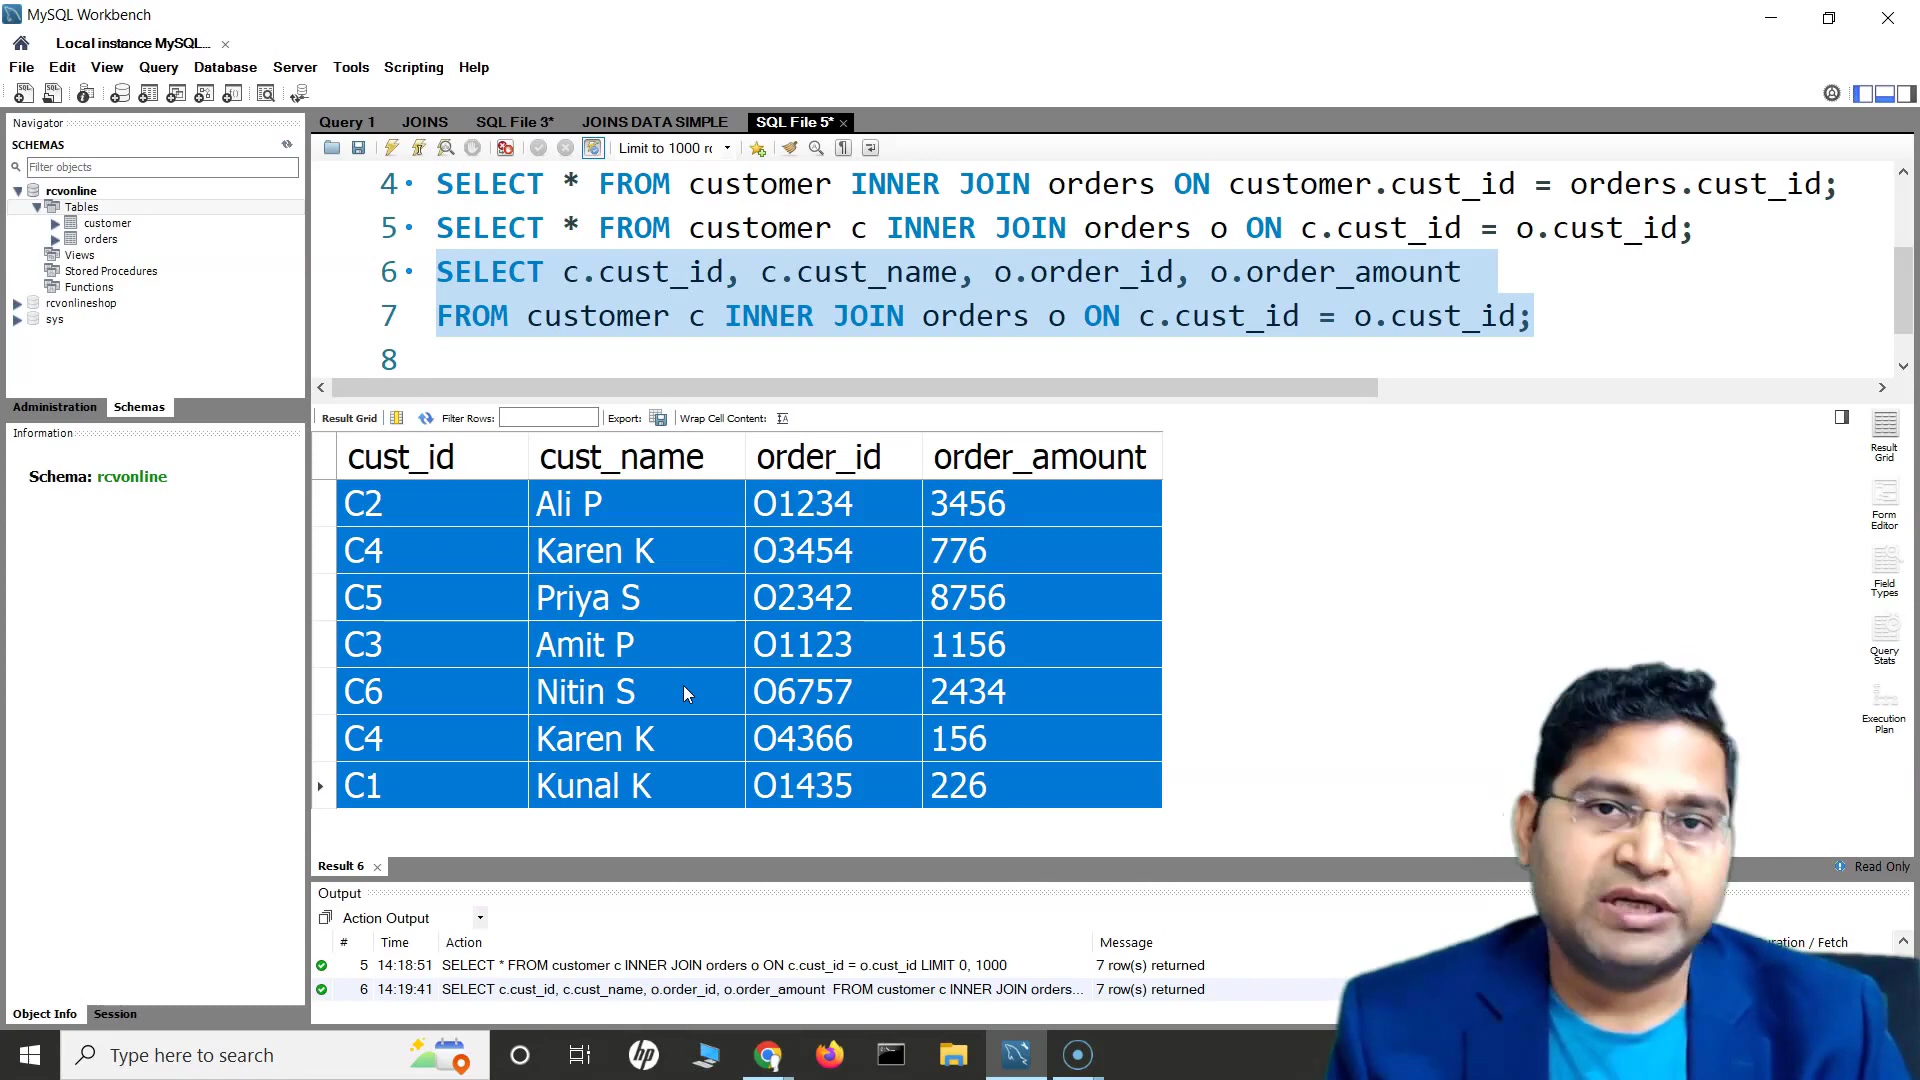 MySQL Workbench
Local instance MySQL...
File Edit View Query Database Server Tools Scripting Help
Navigator
SCHEMAS
Filter objects
rcvonline
Tables
customer
orders
Views
Stored Procedures
Functions
rcvonlineshop
sys
Administration Schemas
Information
Schema: rcvonline
Object Info Session
Query 1 JOINS SQL File 3* JOINS DATA SIMPLE SQL File 5*
Limit to 1000 rc
4 SELECT * FROM customer INNER JOIN orders ON customer.cust_id = orders.cust_id;
5 SELECT * FROM customer c INNER JOIN orders o ON c.cust_id = o.cust_id;
6 SELECT c.cust_id, c.cust_name, o.order_id, o.order_amount
7 FROM customer c INNER JOIN orders o ON c.cust_id = o.cust_id;
8
Result Grid Filter Rows: Export: Wrap Cell Content:
cust_id cust_name order_id order_amount
C2 Ali P O1234 3456
C4 Karen K O3454 776
C5 Priya S O2342 8756
C3 Amit P O1123 1156
C6 Nitin S O6757 2434
C4 Karen K O4366 156
C1 Kunal K O1435 226
Result
Grid
Form
Editor
Field
Types
Query
Stats
Execution
Plan
Result 6
Read Only
Output
Action Output
# Time Action Message Duration / Fetch
5 14:18:51 SELECT * FROM customer c INNER JOIN orders o ON c.cust_id = o.cust_id LIMIT 0, 1000 7 row(s) returned
6 14:19:41 SELECT c.cust_id, c.cust_name, o.order_id, o.order_amount FROM customer c INNER JOIN orders... 7 row(s) returned
Type here to search
hp